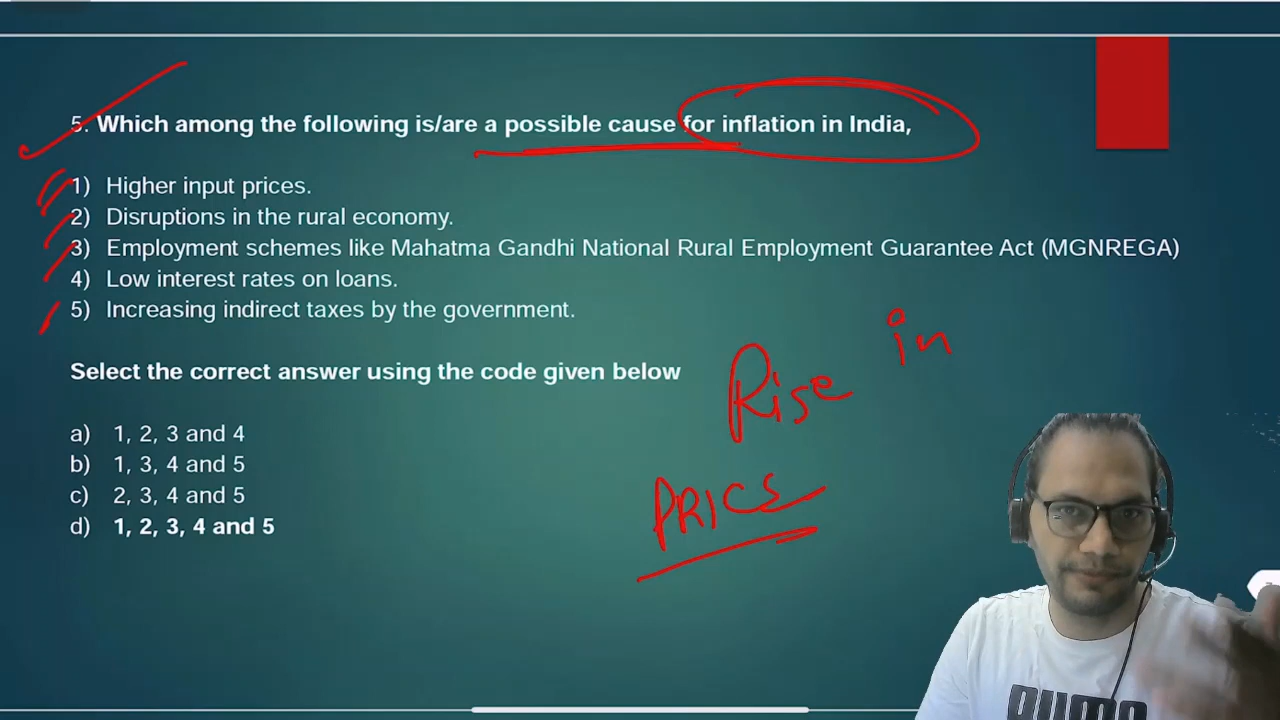 5. Which among the following is/are a possible cause for inflation in India,
1) Higher input prices.
2) Disruptions in the rural economy.
3) Employment schemes like Mahatma Gandhi National Rural Employment Guarantee Act (MGNREGA)
4) Low interest rates on loans.
5) Increasing indirect taxes by the government.
Select the correct answer using the code given below
Rise in
a) 1, 2, 3 and 4
b) 1, 3, 4 and 5
c) 2, 3, 4 and 5
PRICS
d) 1, 2, 3, 4 and 5
PUMA